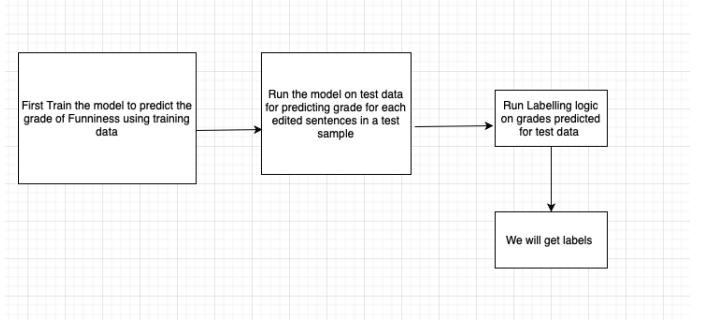 First Train the model to predict the
grade of Funniness using training
data
Run the model on test data
for predicting grade for each
edited sentences in a test
sample
Run Labelling logic
on grades predicted
for test data
We will get labels